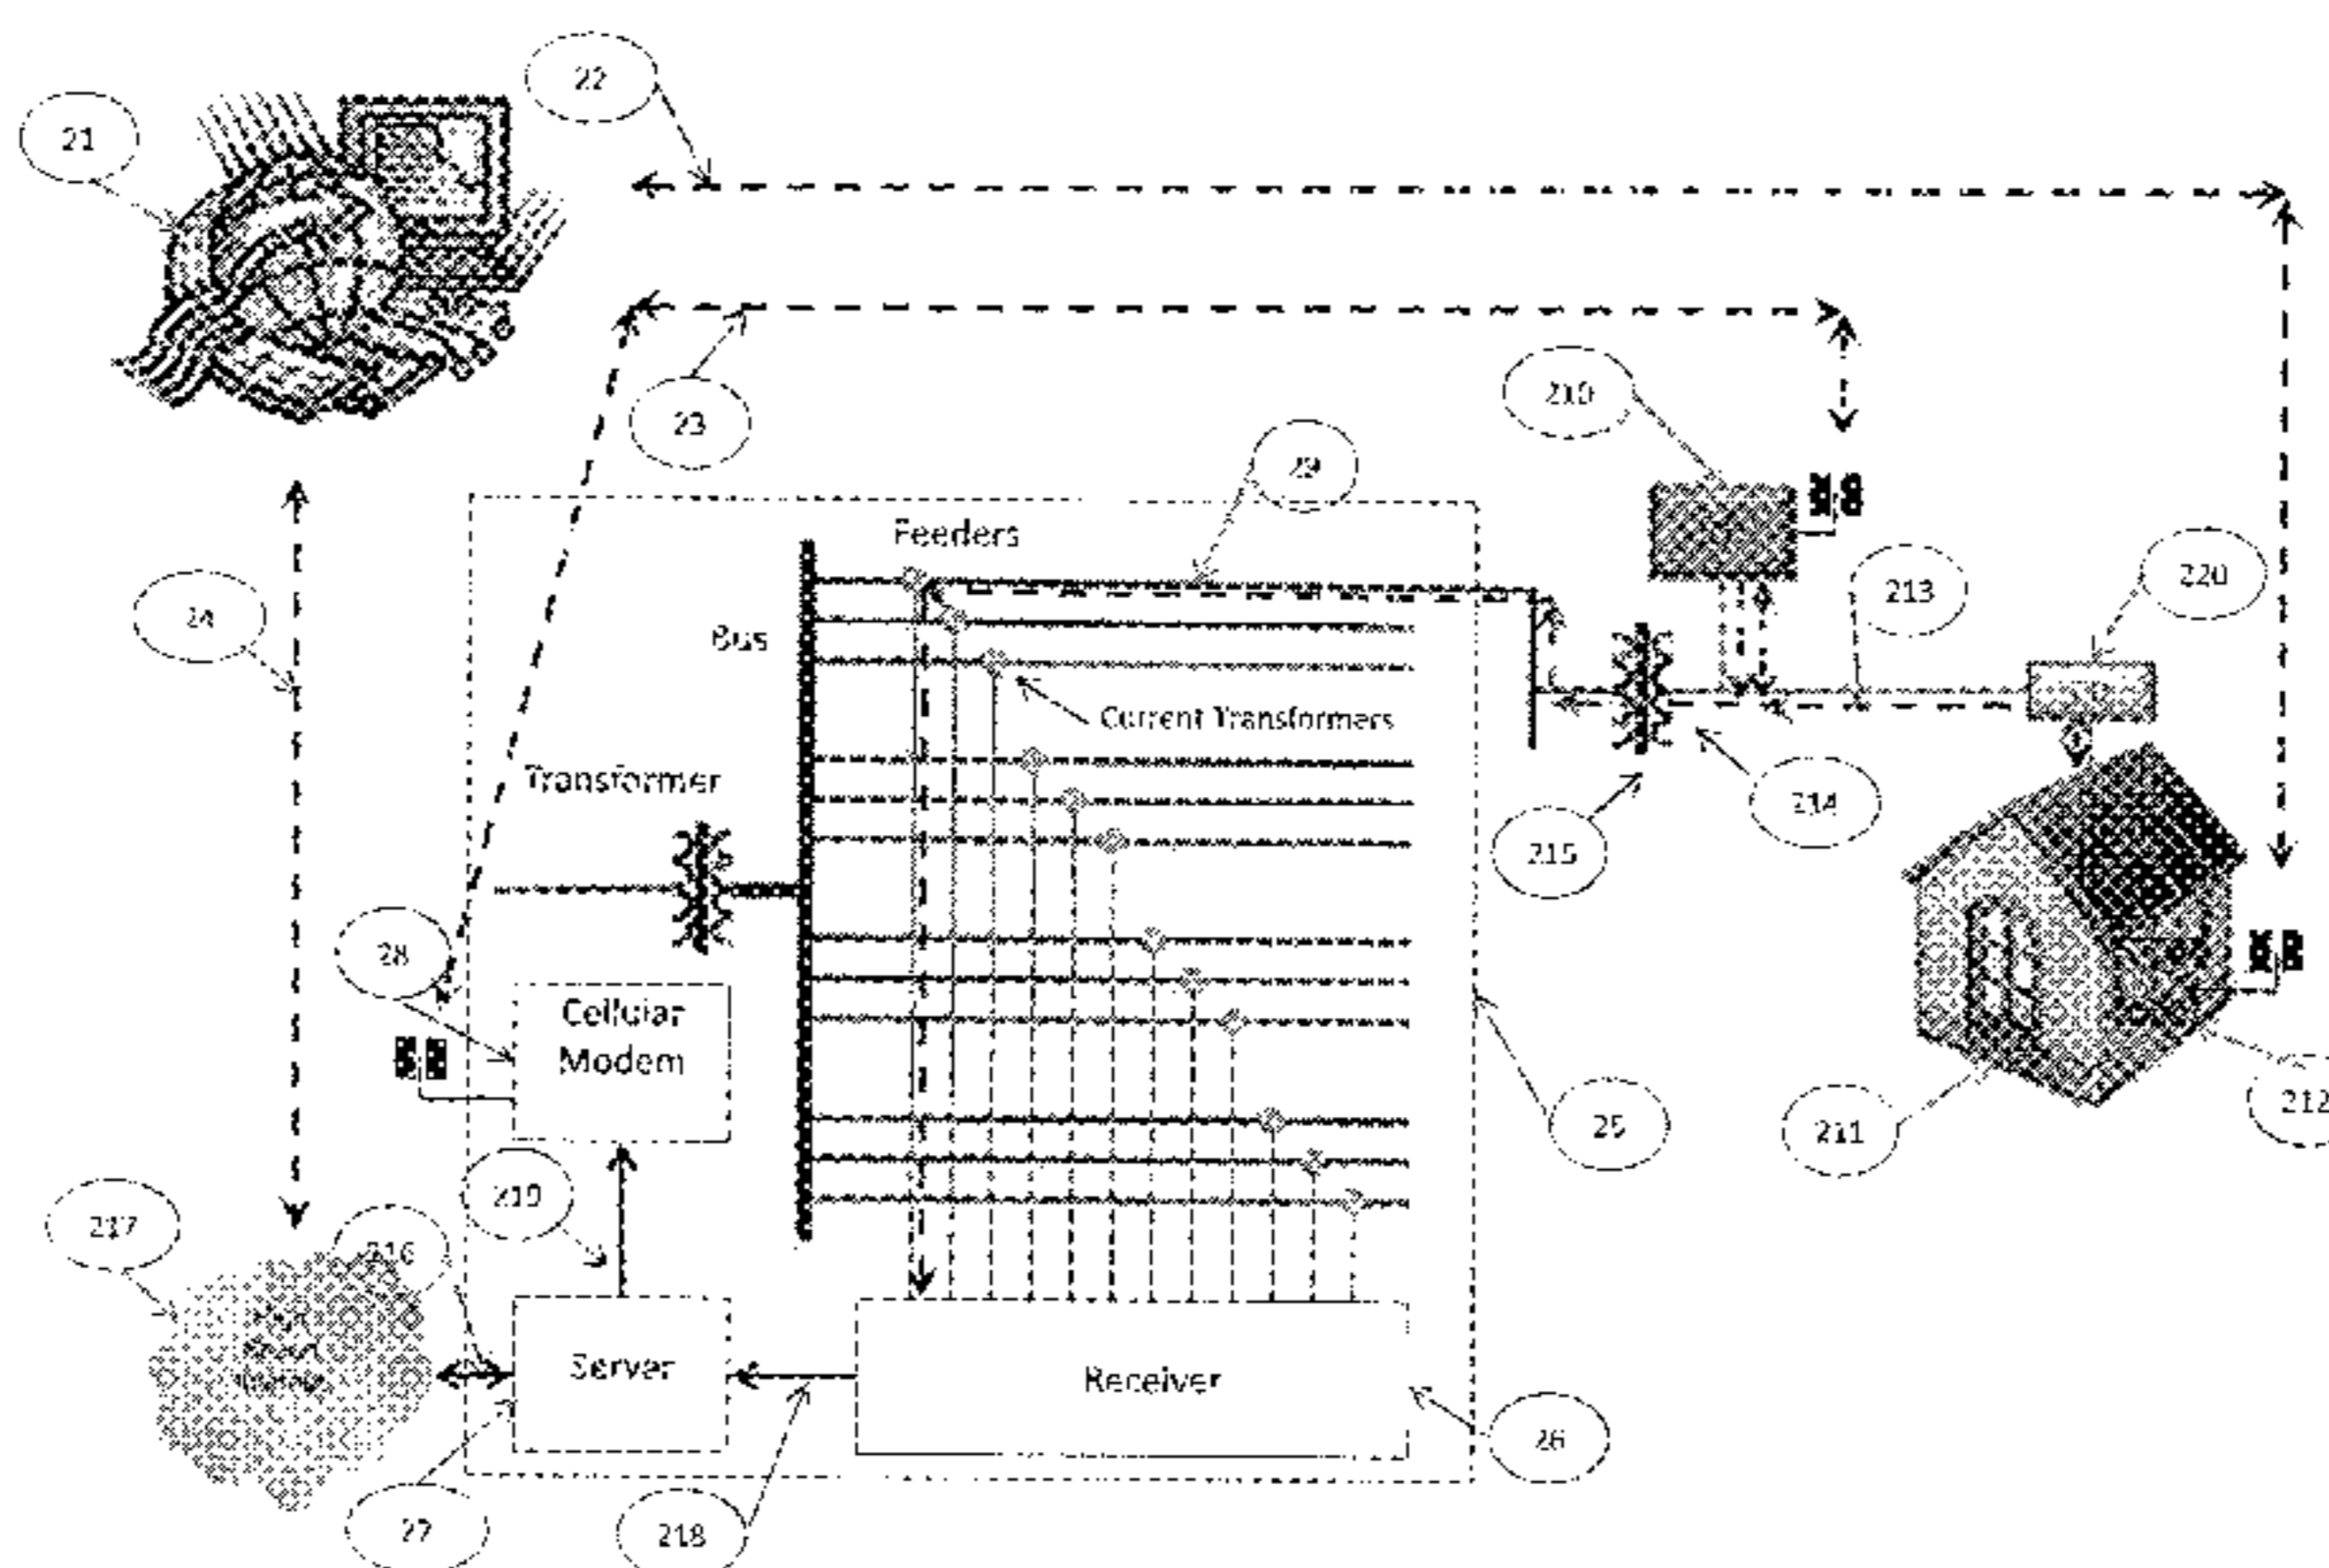 22
21
23
210
29
Feeders
220
213
24
Bus
Current Transformers
Transformer
214
215
28
Cellular
Modem
25
212
211
219
217
216
Server
Receiver
26
27
218